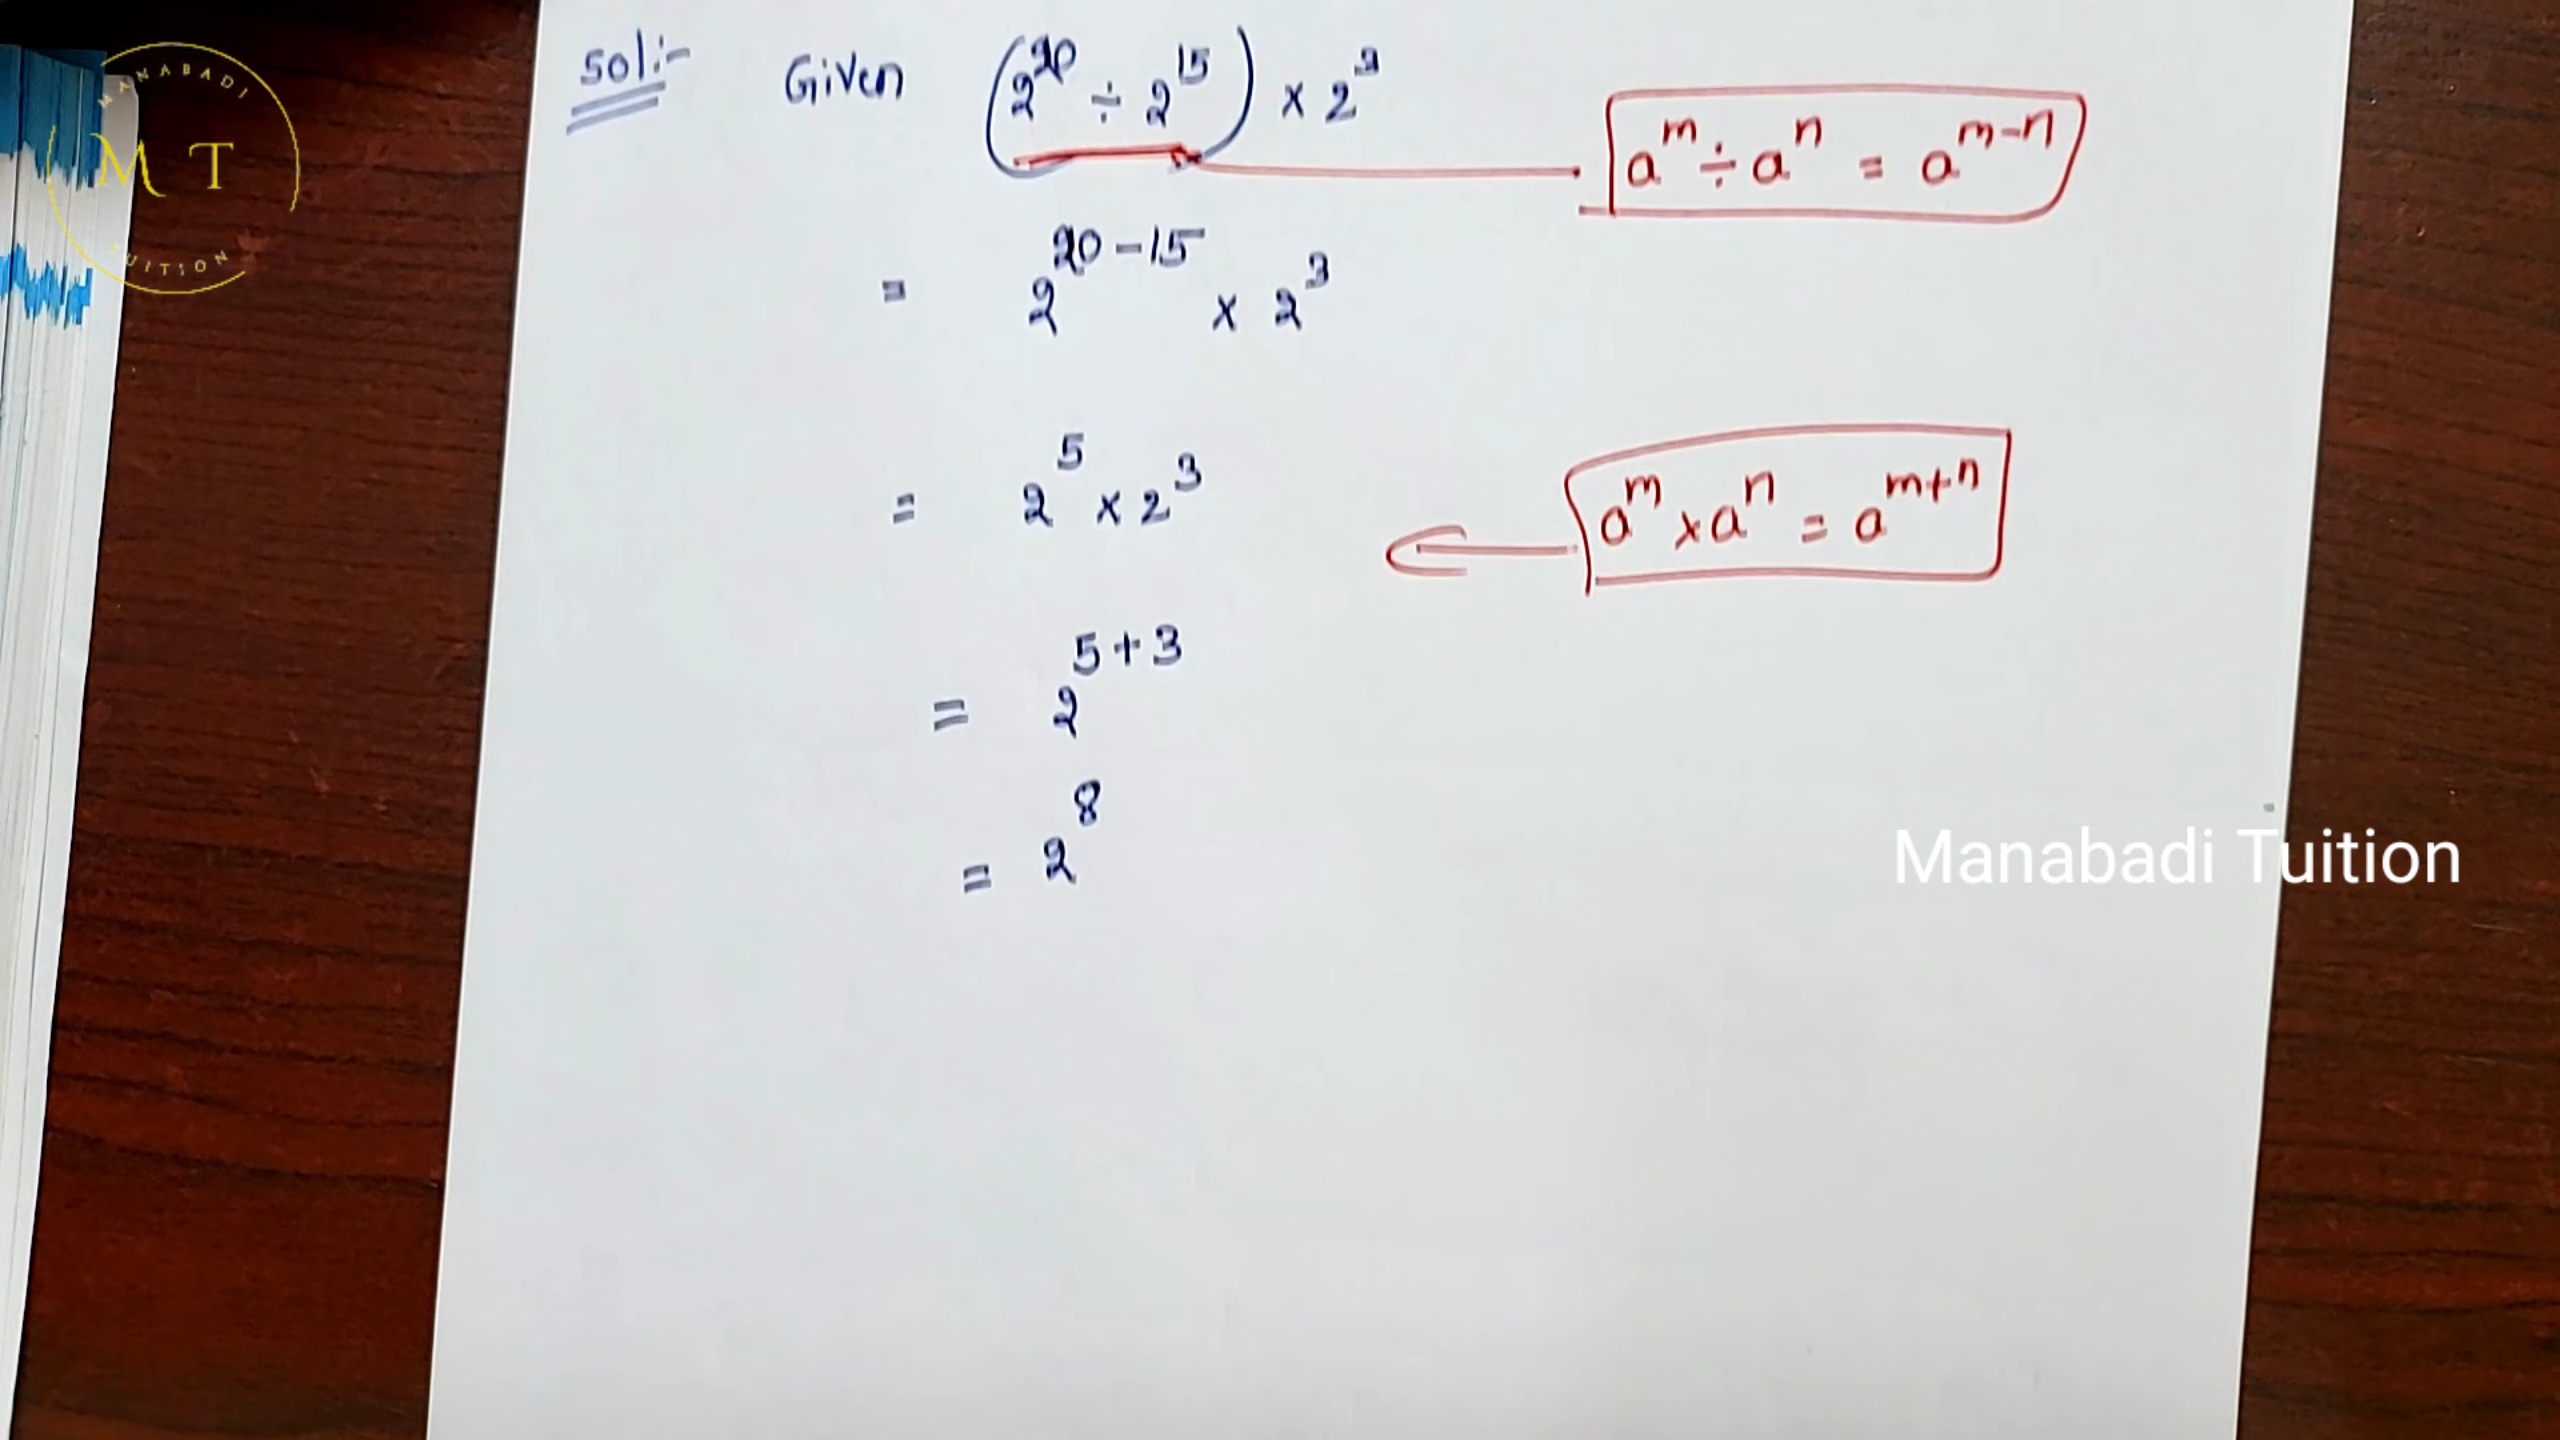 MANABADI
M T
TUITION
Sol:- Given (2^20 ÷ 2^15) × 2^3
a^m ÷ a^n = a^m-n
= 2^20-15 × 2^3
= 2^5 × 2^3
a^m × a^n = a^m+n
= 2^5+3
= 2^8
Manabadi Tuition